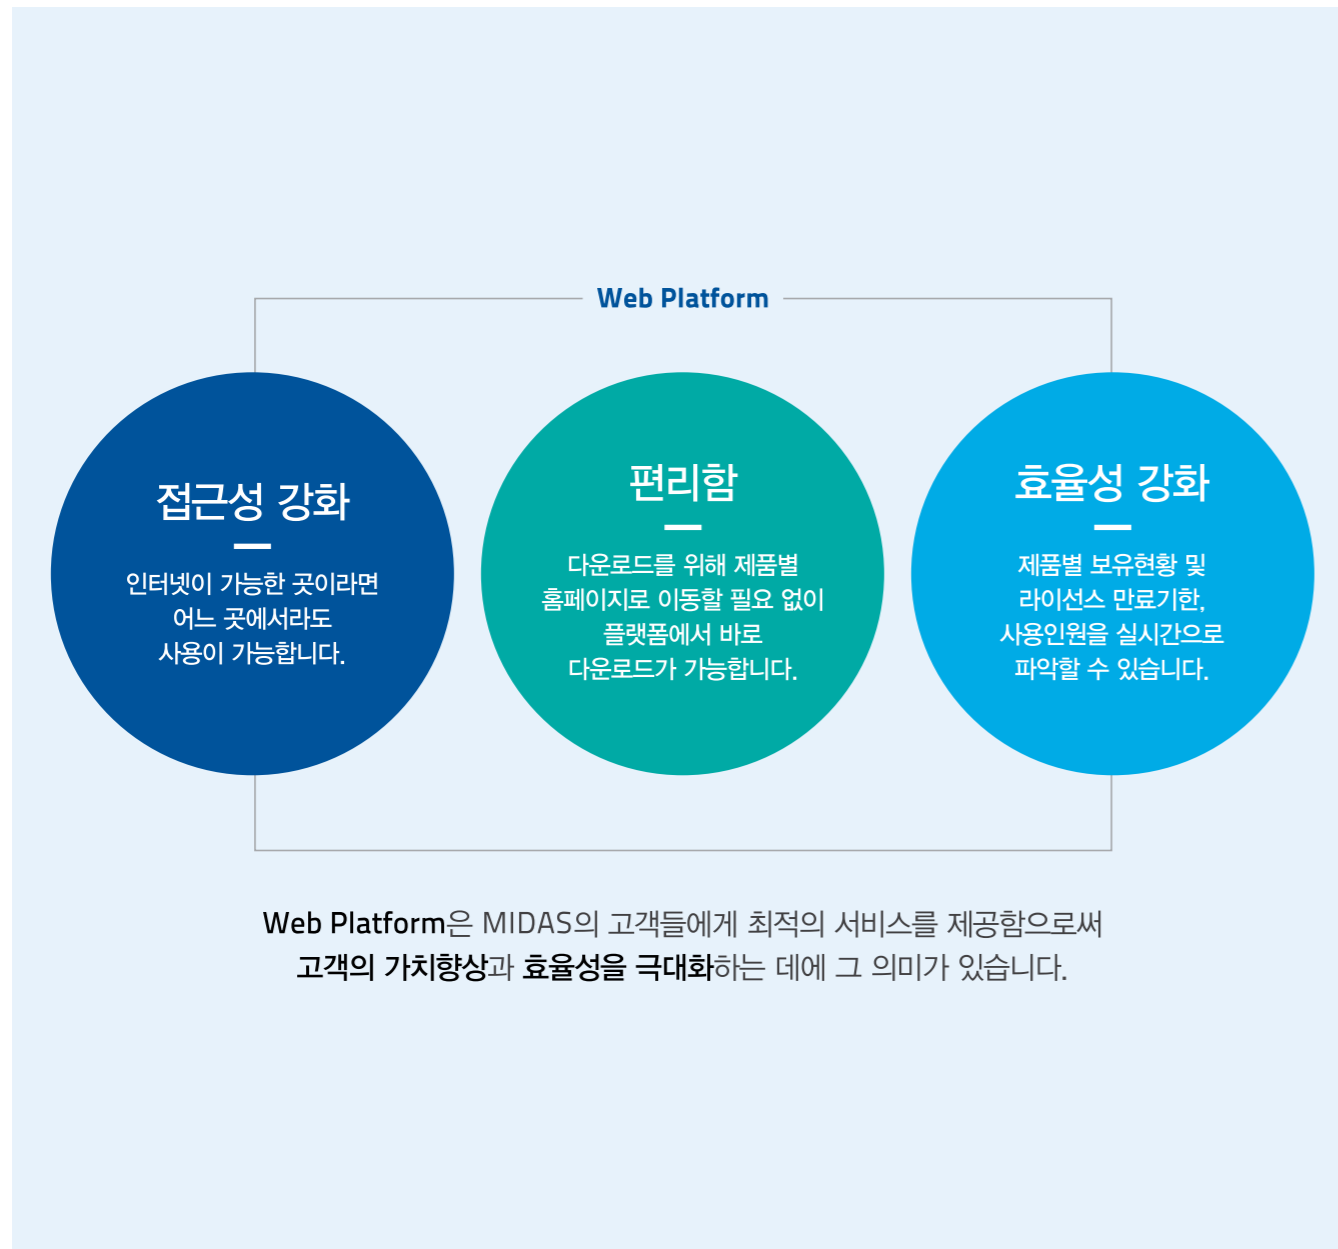 Web Platform
접근성 강화
인터넷이 가능한 곳이라면
어느 곳에서라도
사용이 가능합니다.
편리함
다운로드를 위해 제품별
홈페이지로 이동할 필요 없이
플랫폼에서 바로
다운로드가 가능합니다.
효율성 강화
제품별 보유현황 및
라이선스 만료기한,
사용인원을 실시간으로
파악할 수 있습니다.
Web Platform은 MIDAS의 고객들에게 최적의 서비스를 제공함으로써
고객의 가치향상과 효율성을 극대화하는 데에 그 의미가 있습니다.